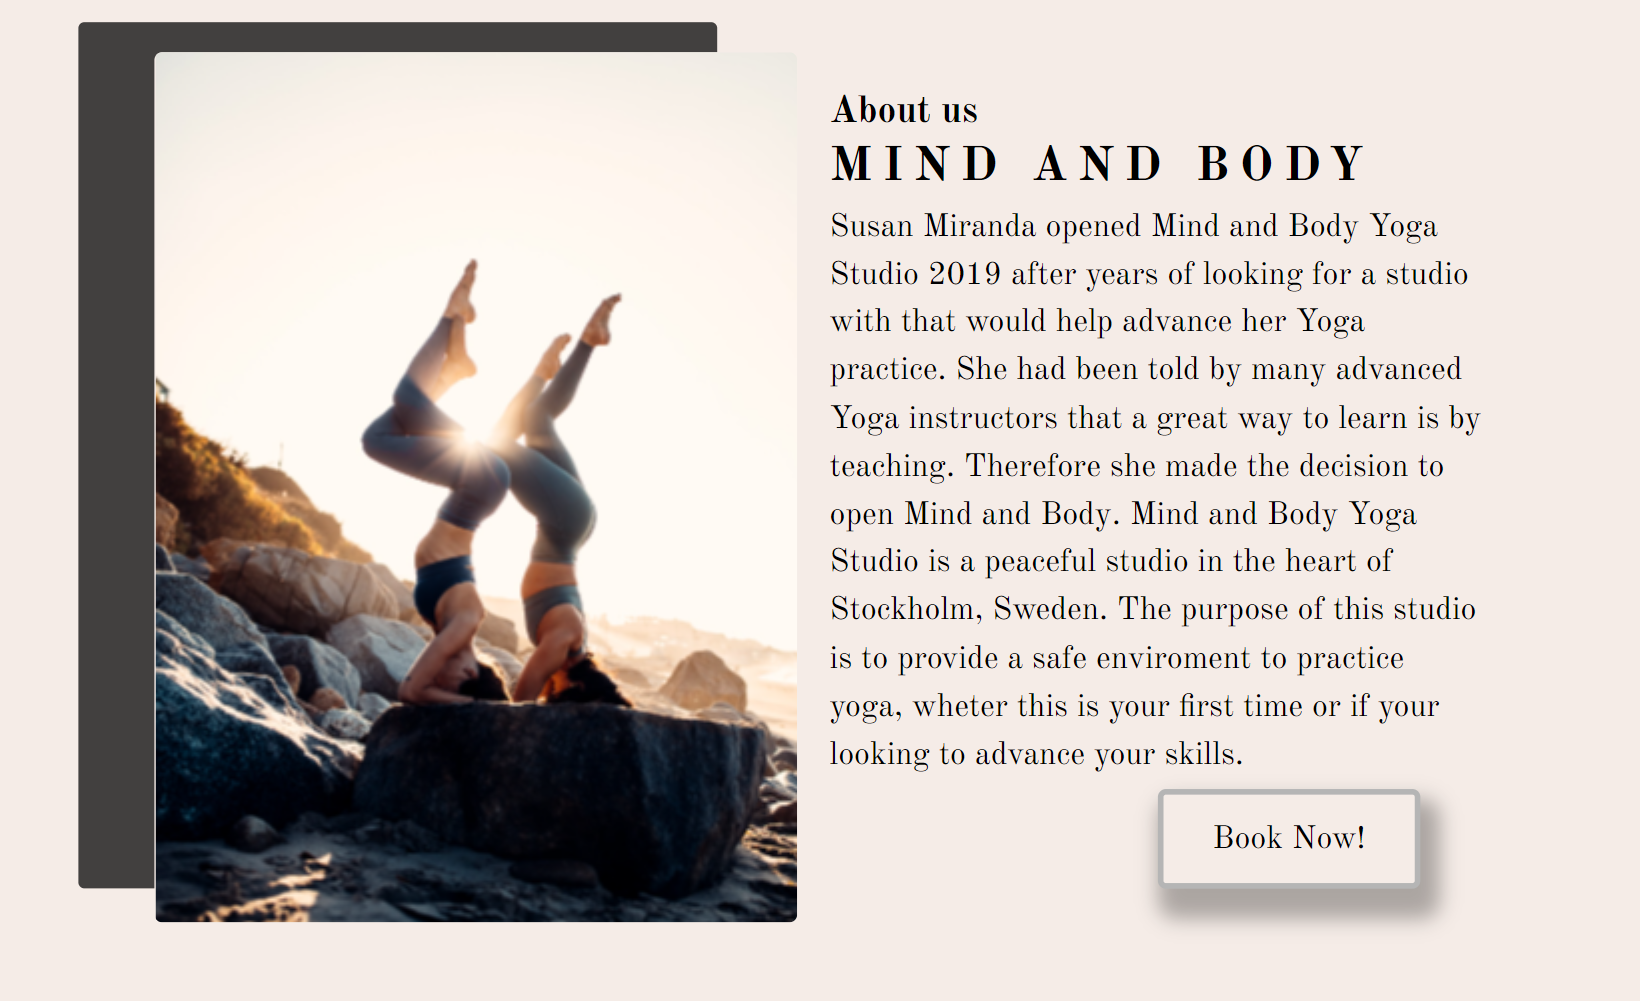 About us
MIND AND BODY
Susan Miranda opened Mind and Body Yoga
Studio 2019 after years of looking for a studio
with that would help advance her Yoga
practice. She had been told by many advanced
Yoga instructors that a great way to learn is by
teaching. Therefore she made the decision to
open Mind and Body. Mind and Body Yoga
Studio is a peaceful studio in the heart of
Stockholm, Sweden. The purpose of this studio
is to provide a safe enviroment to practice
yoga, wheter this is your first time or if your
looking to advance your skills.
Book Now!